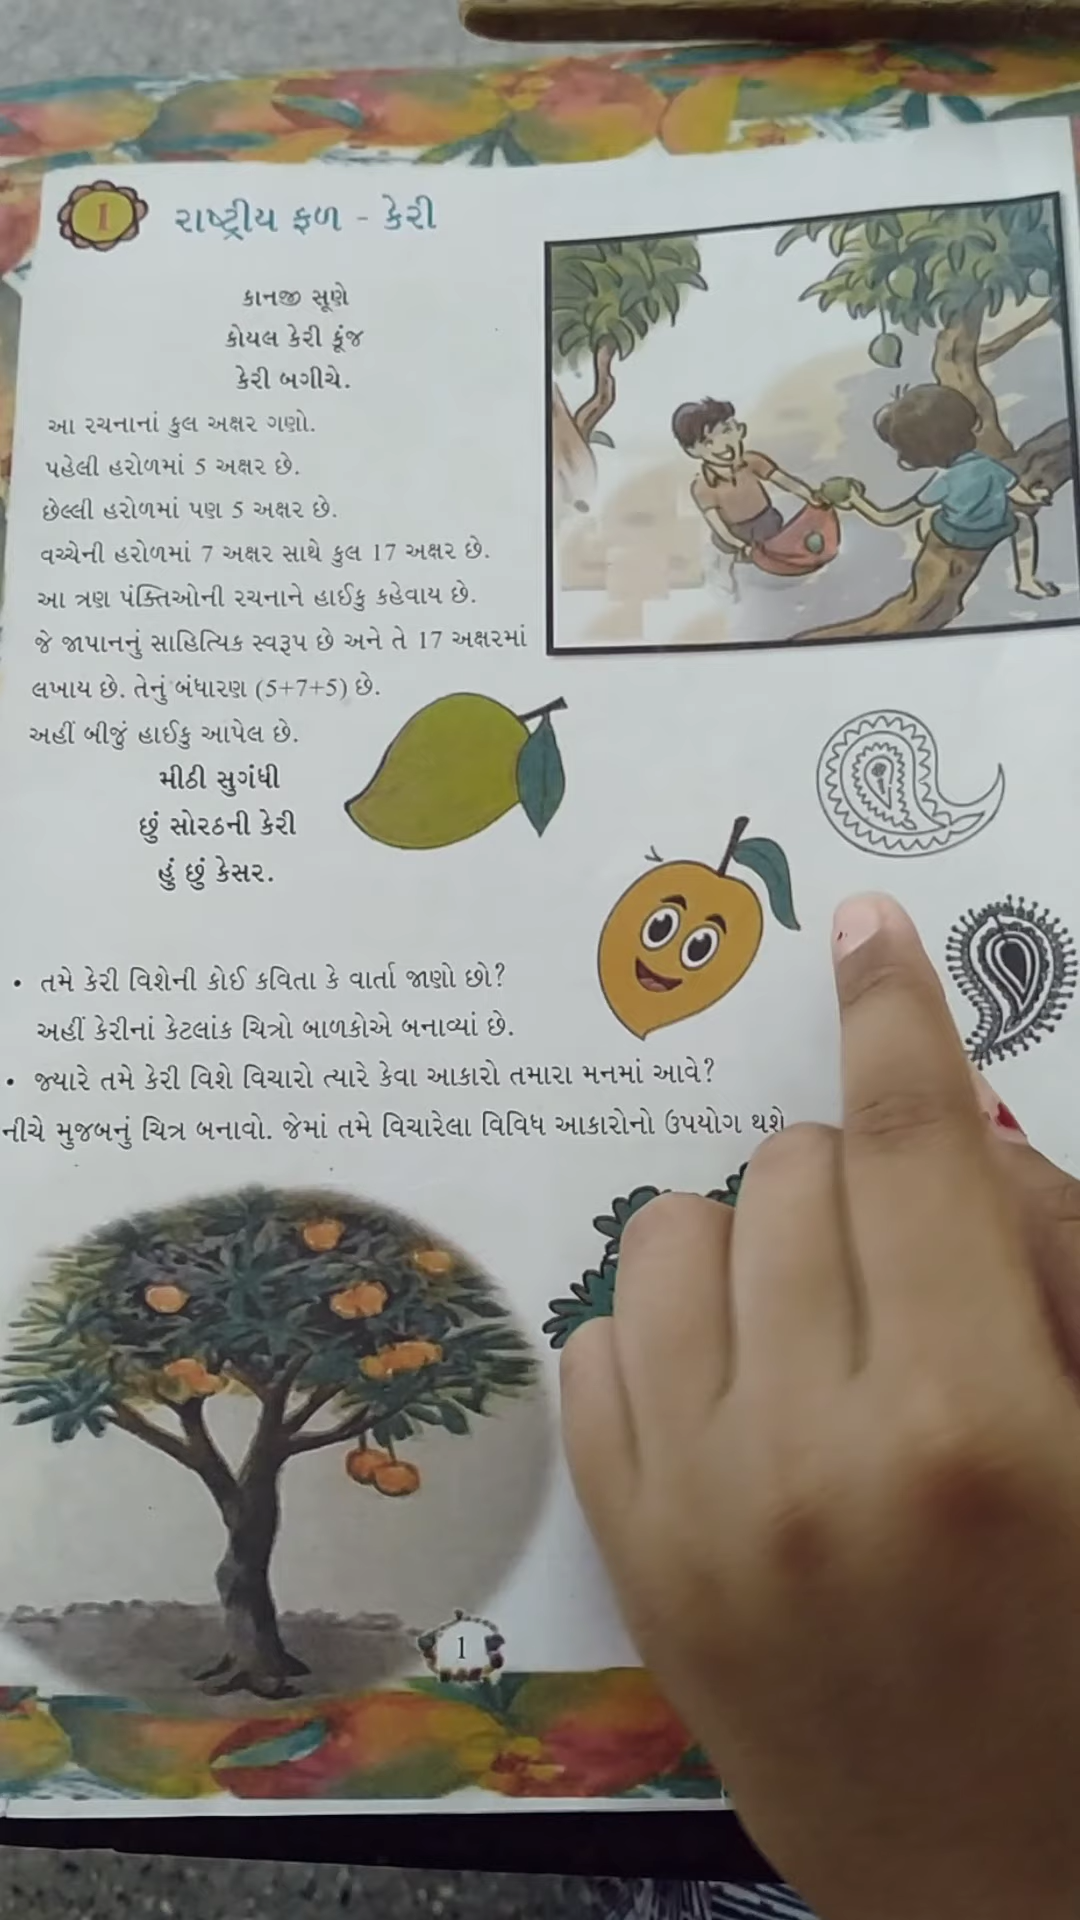 1
રાષ્ટ્રીય ફળ - કેરી
કાનજી સૂણે
કોયલ કેરી કૂંજ
કેરી બગીચે.
આ રચનાનાં કુલ અક્ષર ગણો.
પહેલી હરોળમાં 5 અક્ષર છે.
છેલ્લી હરોળમાં પણ 5 અક્ષર છે.
વચ્ચેની હરોળમાં 7 અક્ષર સાથે કુલ 17 અક્ષર છે.
આ ત્રણ પંક્તિઓની રચનાને હાઈકુ કહેવાય છે.
જે જાપાનનું સાહિત્યિક સ્વરૂપ છે અને તે 17 અક્ષરમાં
લખાય છે. તેનું બંધારણ (5+7+5) છે.
અહીં બીજું હાઈકુ આપેલ છે.
મીઠી સુગંધી
છું સોરઠની કેરી
હું છું કેસર.
• તમે કેરી વિશેની કોઈ કવિતા કે વાર્તા જાણો છો?
અહીં કેરીનાં કેટલાંક ચિત્રો બાળકોએ બનાવ્યાં છે.
• જ્યારે તમે કેરી વિશે વિચારો ત્યારે કેવા આકારો તમારા મનમાં આવે?
નીચે મુજબનું ચિત્ર બનાવો. જેમાં તમે વિચારેલા વિવિધ આકારોનો ઉપયોગ થશે
1